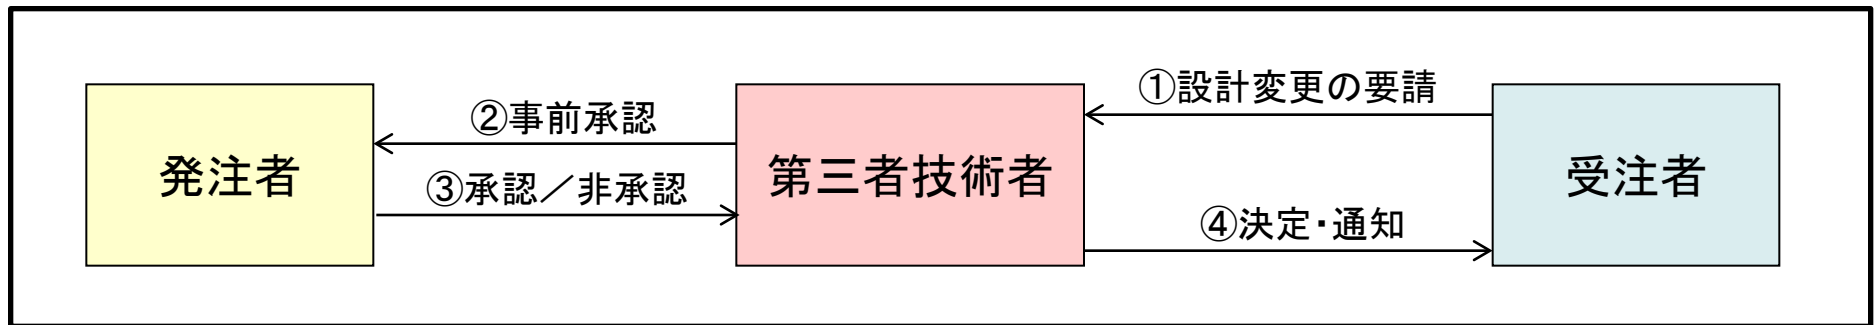 発注者
②事前承認
③承認／非承認
第三者技術者
①設計変更の要請
④決定・通知
受注者